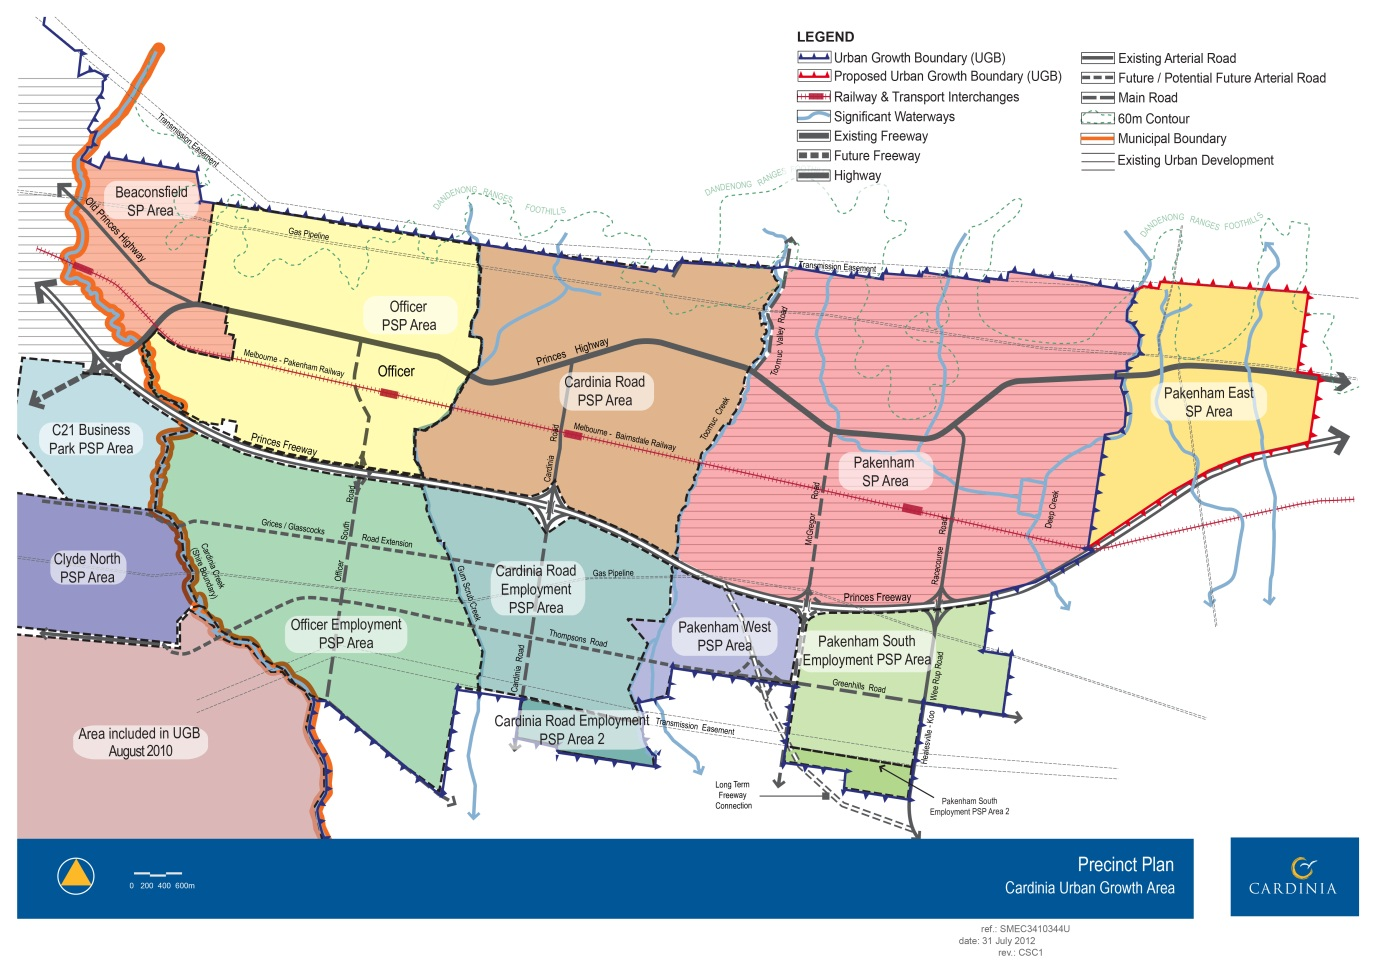 LEGEND
Urban Growth Boundary (UGB)
Proposed Urban Growth Boundary (UGB)
Railway & Transport Interchanges
Significant Waterways
Existing Freeway
Future Freeway
Highway
Existing Arterial Road
Future / Potential Future Arterial Road
Main Road
60m Contour
Municipal Boundary
Existing Urban Development
Transmission Easement
Beaconsfield
SP Area
Old Princes Highway
DANDENONG RANGES FOOTHILLS
DANDENONG RANGES
DANDENONG RANGES FOOTHILLS
Gas Pipeline
Transmission Easement
Officer
PSP Area
Princes Highway
Toomuc Valley Road
Melbourne - Pakenham Railway
Officer
Cardinia Road
PSP Area
Pakenham East
SP Area
Toomuc Creek
C21 Business
Park PSP Area
Princes Freeway
Melbourne - Bairnsdale Railway
Cardinia Road
Pakenham
SP Area
McGregor Road
Racecourse Road
Deep Creek
Grices / Glasscocks Road Extension
Officer South Road
Cardinia Creek
(Shire Boundary)
Clyde North
PSP Area
Gum Scrub Creek
Cardinia Road
Employment
PSP Area
Gas Pipeline
Princes Freeway
Officer Employment
PSP Area
Thompsons Road
Pakenham West
PSP Area
Pakenham South
Employment PSP Area
Cardinia Road
Greenhills Road
Healesville - Koo Wee Rup Road
Area included in UGB
August 2010
Cardinia Road Employment
PSP Area 2
Transmission Easement
Long Term
Freeway
Connection
Pakenham South
Employment PSP Area 2
0 200 400 600m
Precinct Plan
Cardinia Urban Growth Area
CARDINIA
ref.: SMEC3410344U
date: 31 July 2012
rev.: CSC1